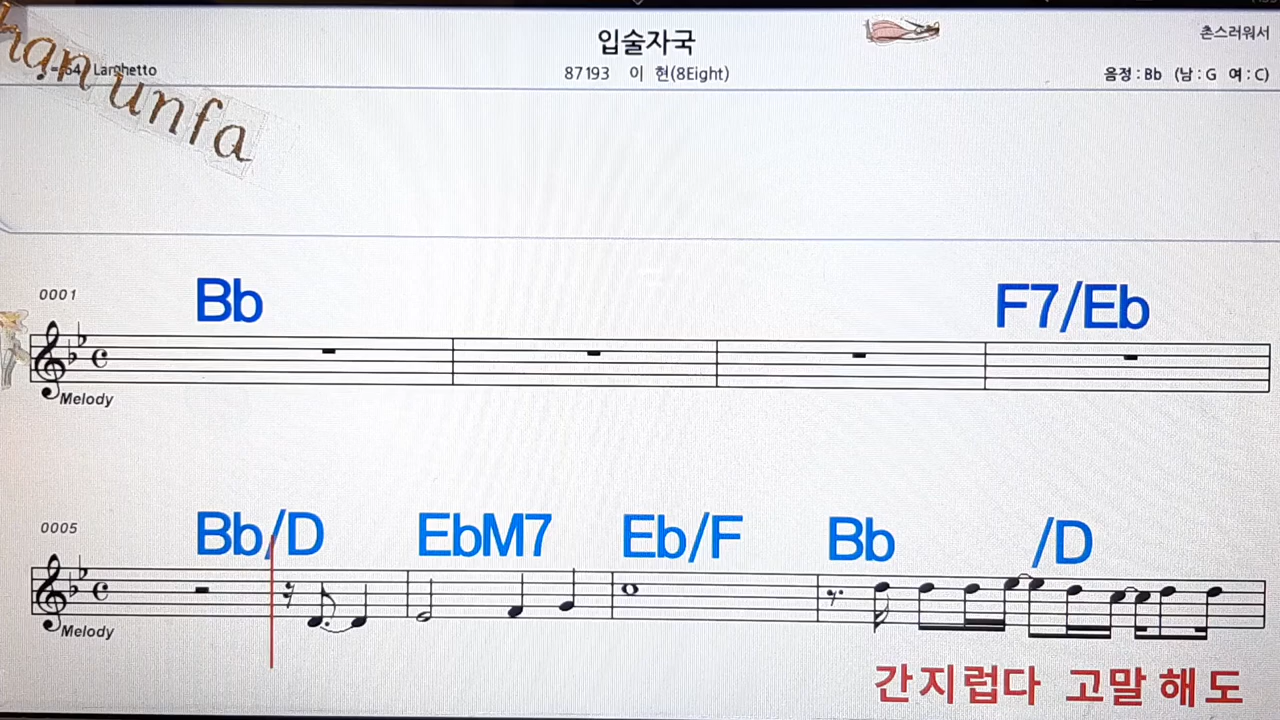 입술자국
촌스러워서
han unfa
Larghetto
87193 이 현(8Eight)
음정 : Bb (남 : G 여 : C)
0001
Bb F7/Eb
Melody
0005
Bb/D EbM7 Eb/F Bb /D
Melody
간지럽다 고말해도